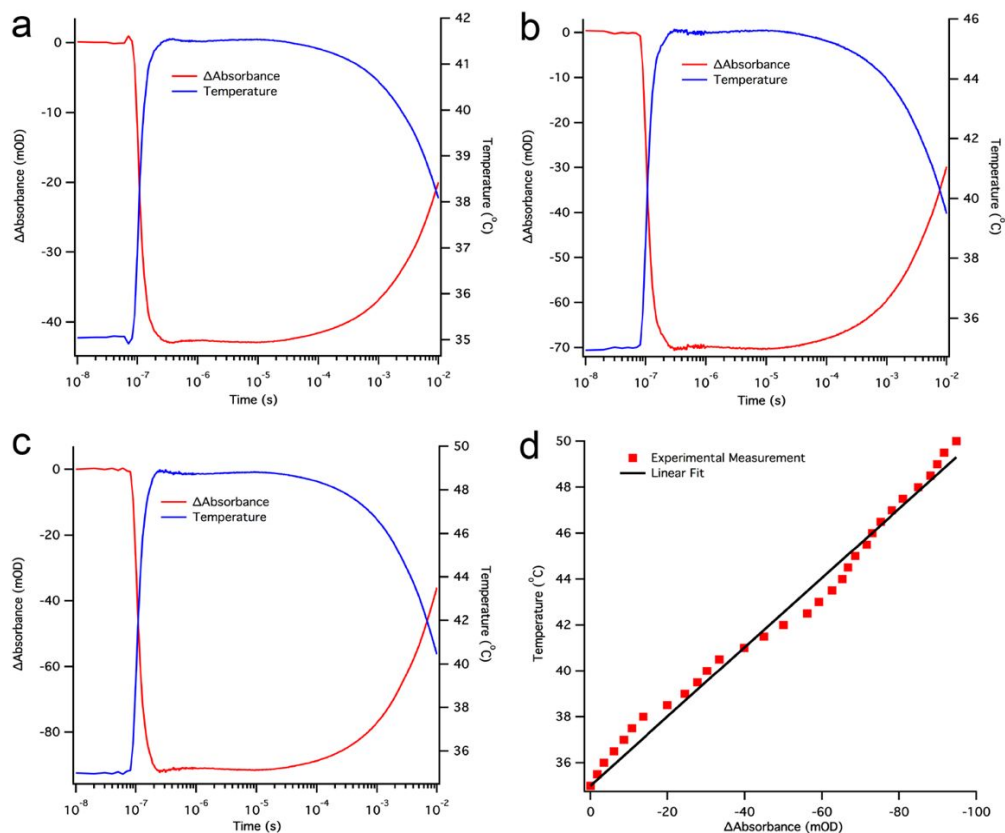 a
ΔAbsorbance (mOD)
0
-10
-20
-30
-40
ΔAbsorbance
Temperature
42
41
40
39
38
37
36
35
Temperature (°C)
10-8 10-7 10-6 10-5 10-4 10-3 10-2
Time (s)
b
ΔAbsorbance (mOD)
0
-10
-20
-30
-40
-50
-60
-70
ΔAbsorbance
Temperature
46
44
42
40
38
36
Temperature (°C)
10-8 10-7 10-6 10-5 10-4 10-3 10-2
Time (s)
c
ΔAbsorbance (mOD)
0
-20
-40
-60
-80
ΔAbsorbance
Temperature
50
48
46
44
42
40
38
36
Temperature (°C)
10-8 10-7 10-6 10-5 10-4 10-3 10-2
Time (s)
d
Temperature (°C)
50
48
46
44
42
40
38
36
Experimental Measurement
Linear Fit
0 -20 -40 -60 -80 -100
ΔAbsorbance (mOD)